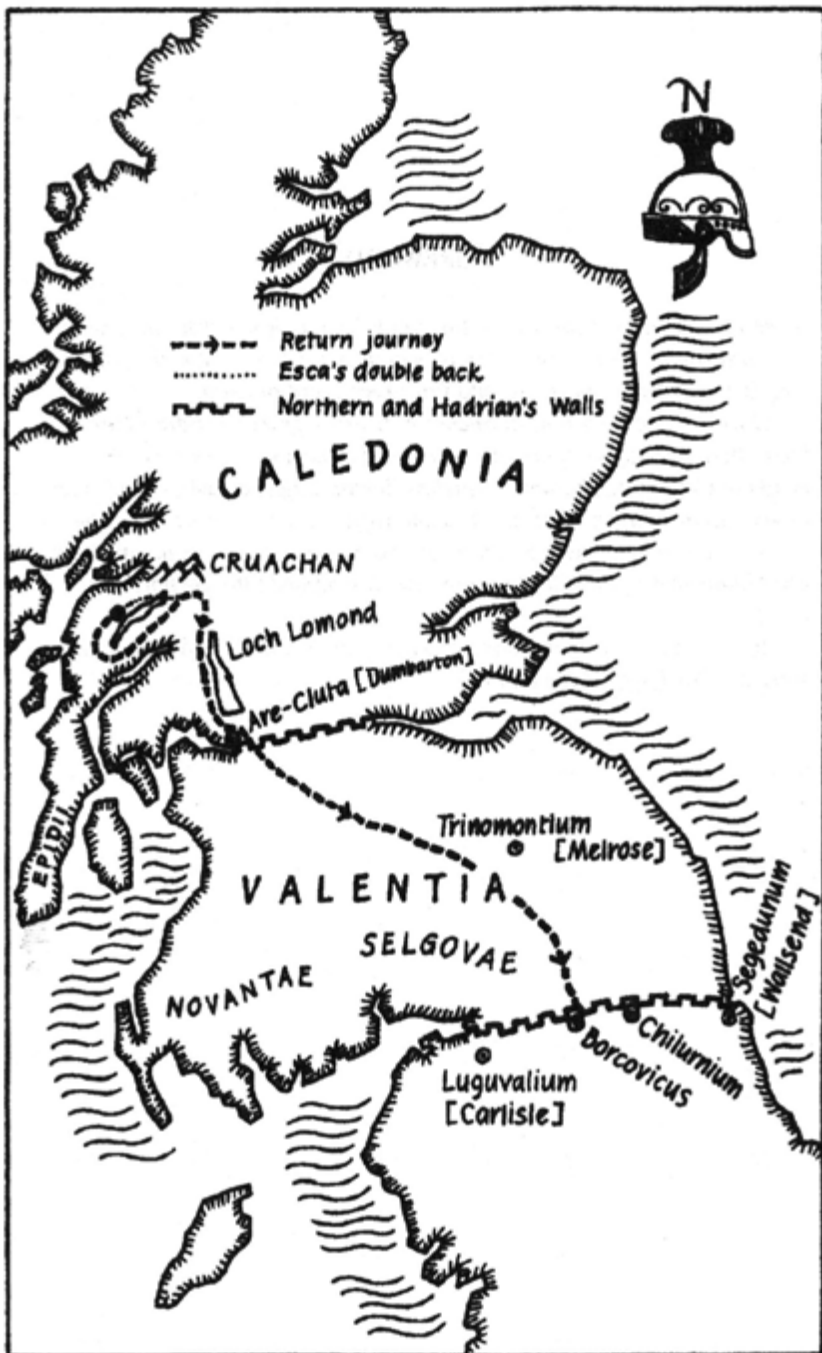 N
Return journey
Esca's double back
Northern and Hadrian's Walls
CALEDONIA
CRUACHAN
Loch Lomond
Are-Cluta [Dumbarton]
EPIDII
Trinomontium
[Melrose]
VALENTIA
SELGOVAE
NOVANTAE
Segedunum
[Wallsend]
Chilurnium
Borcovicus
Luguvalium
[Carlisle]